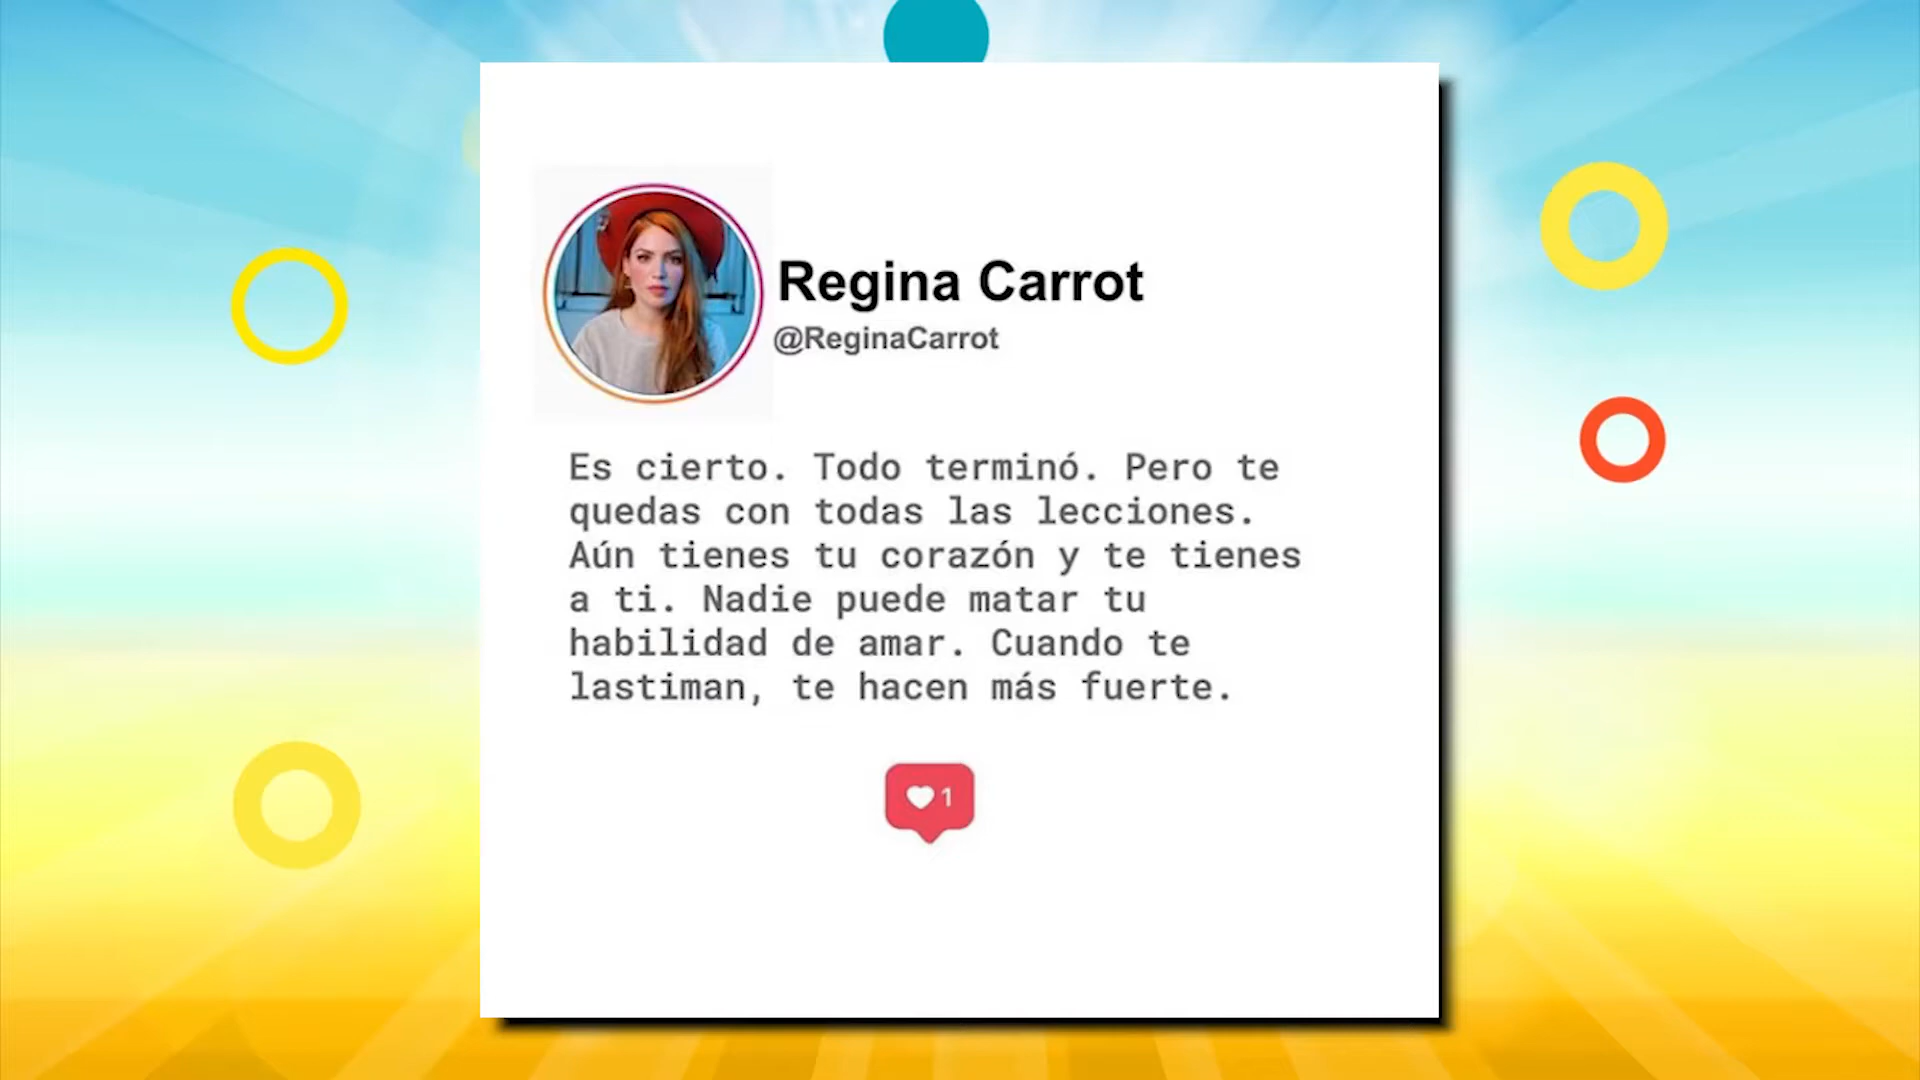 Regina Carrot
@ReginaCarrot
Es cierto. Todo terminó. Pero te
quedas con todas las lecciones.
Aún tienes tu corazón y te tienes
a ti. Nadie puede matar tu
habilidad de amar. Cuando te
lastiman, te hacen más fuerte.
1